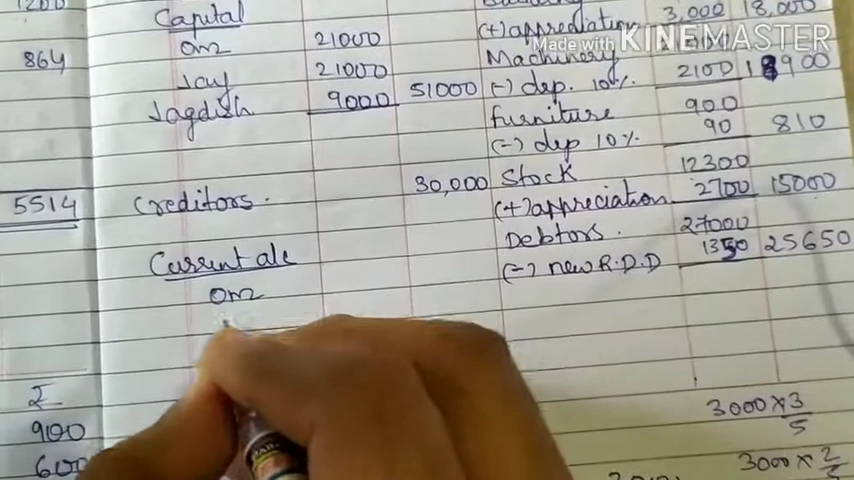 Capital
om 21000
Jay 21000
Jagdish 9000 51000
Creditors. 30,000
Current a/c
om
864
5514
Σ
900
600
3,000 18,000
(+) appreciation
Machinery
(-) dep. 10%. 2100 18900
furniture 900
(-) dep 10% 90 810
Stock 12300
(+) appreciation 2700 15000
Debtors. 27000
(-) new R.D.D 1350 25650
3000 x 3
5
3000 x 2
Made with KINEMASTER